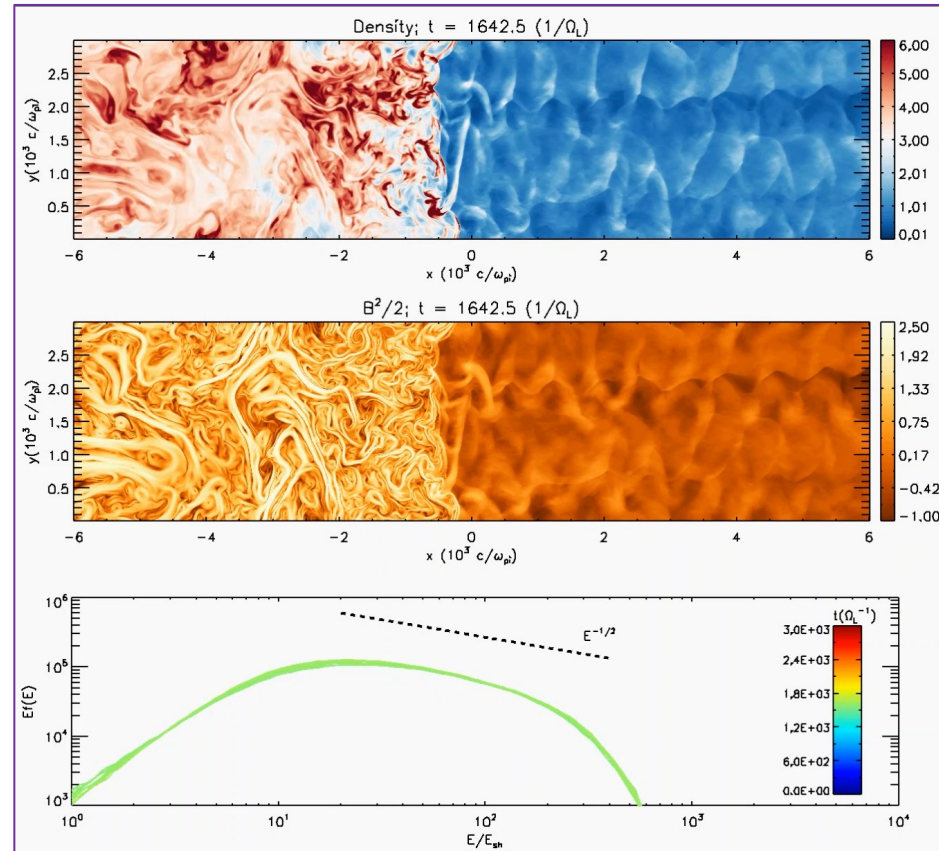 Density; t = 1642.5 (1/Ω_L)
2.5
2.0
1.5
1.0
0.5
y(10³ c/ω_pi)
-6 -4 -2 0 2 4 6
x (10³ c/ω_pi)
6,00
5,00
4,00
3,00
2,01
1,01
0,01
B²/2; t = 1642.5 (1/Ω_L)
2.5
2.0
1.5
1.0
0.5
y(10³ c/ω_pi)
-6 -4 -2 0 2 4 6
x (10³ c/ω_pi)
2.50
1.92
1.33
0.75
0.17
-0.42
-1.00
10⁶
10⁵
10⁴
10³
Ef(E)
E^-1/2
t(Ω_L^-1)
3,0E+03
2,4E+03
1,8E+03
1,2E+03
6,0E+02
0.0E+00
10⁰ 10¹ 10² 10³ 10⁴
E/E_sh